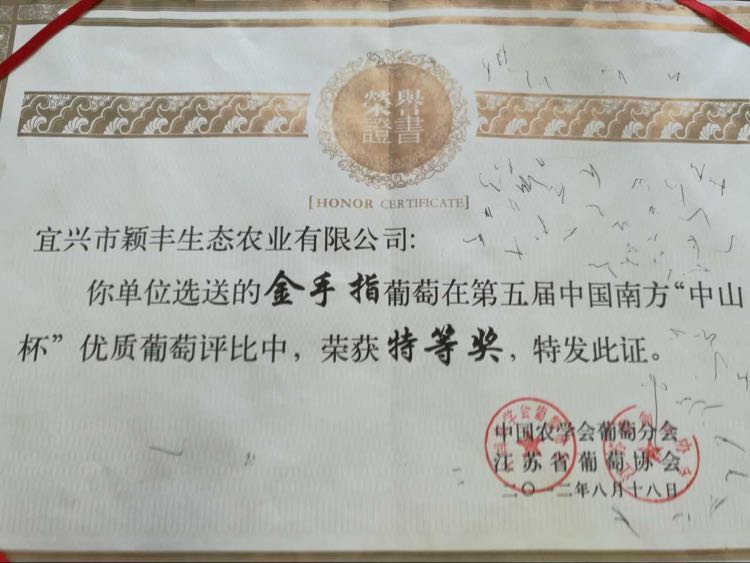 榮譽
證書
[HONOR CERTIFICATE]
宜兴市颖丰生态农业有限公司:
你单位选送的金手指葡萄在第五届中国南方“中山
杯”优质葡萄评比中，荣获特等奖，特发此证。
中国农学会葡萄分会
江苏省葡萄协会
二〇一二年八月十八日